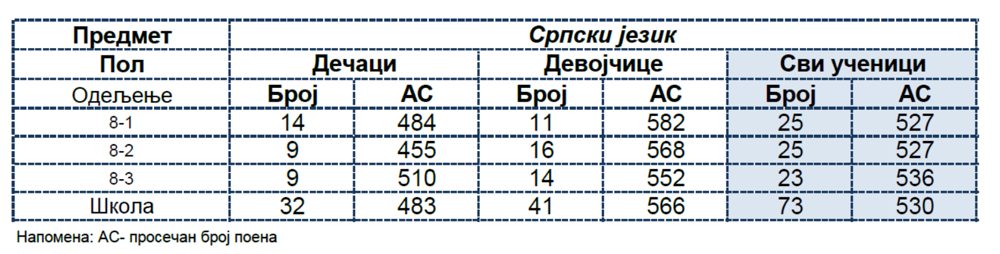 Предмет Српски језик
Пол Дечаци Девојчице Сви ученици
Одељење Број АС Број АС Број АС
8-1 14 484 11 582 25 527
8-2 9 455 16 568 25 527
8-3 9 510 14 552 23 536
Школа 32 483 41 566 73 530
Напомена: АС- просечан број поена